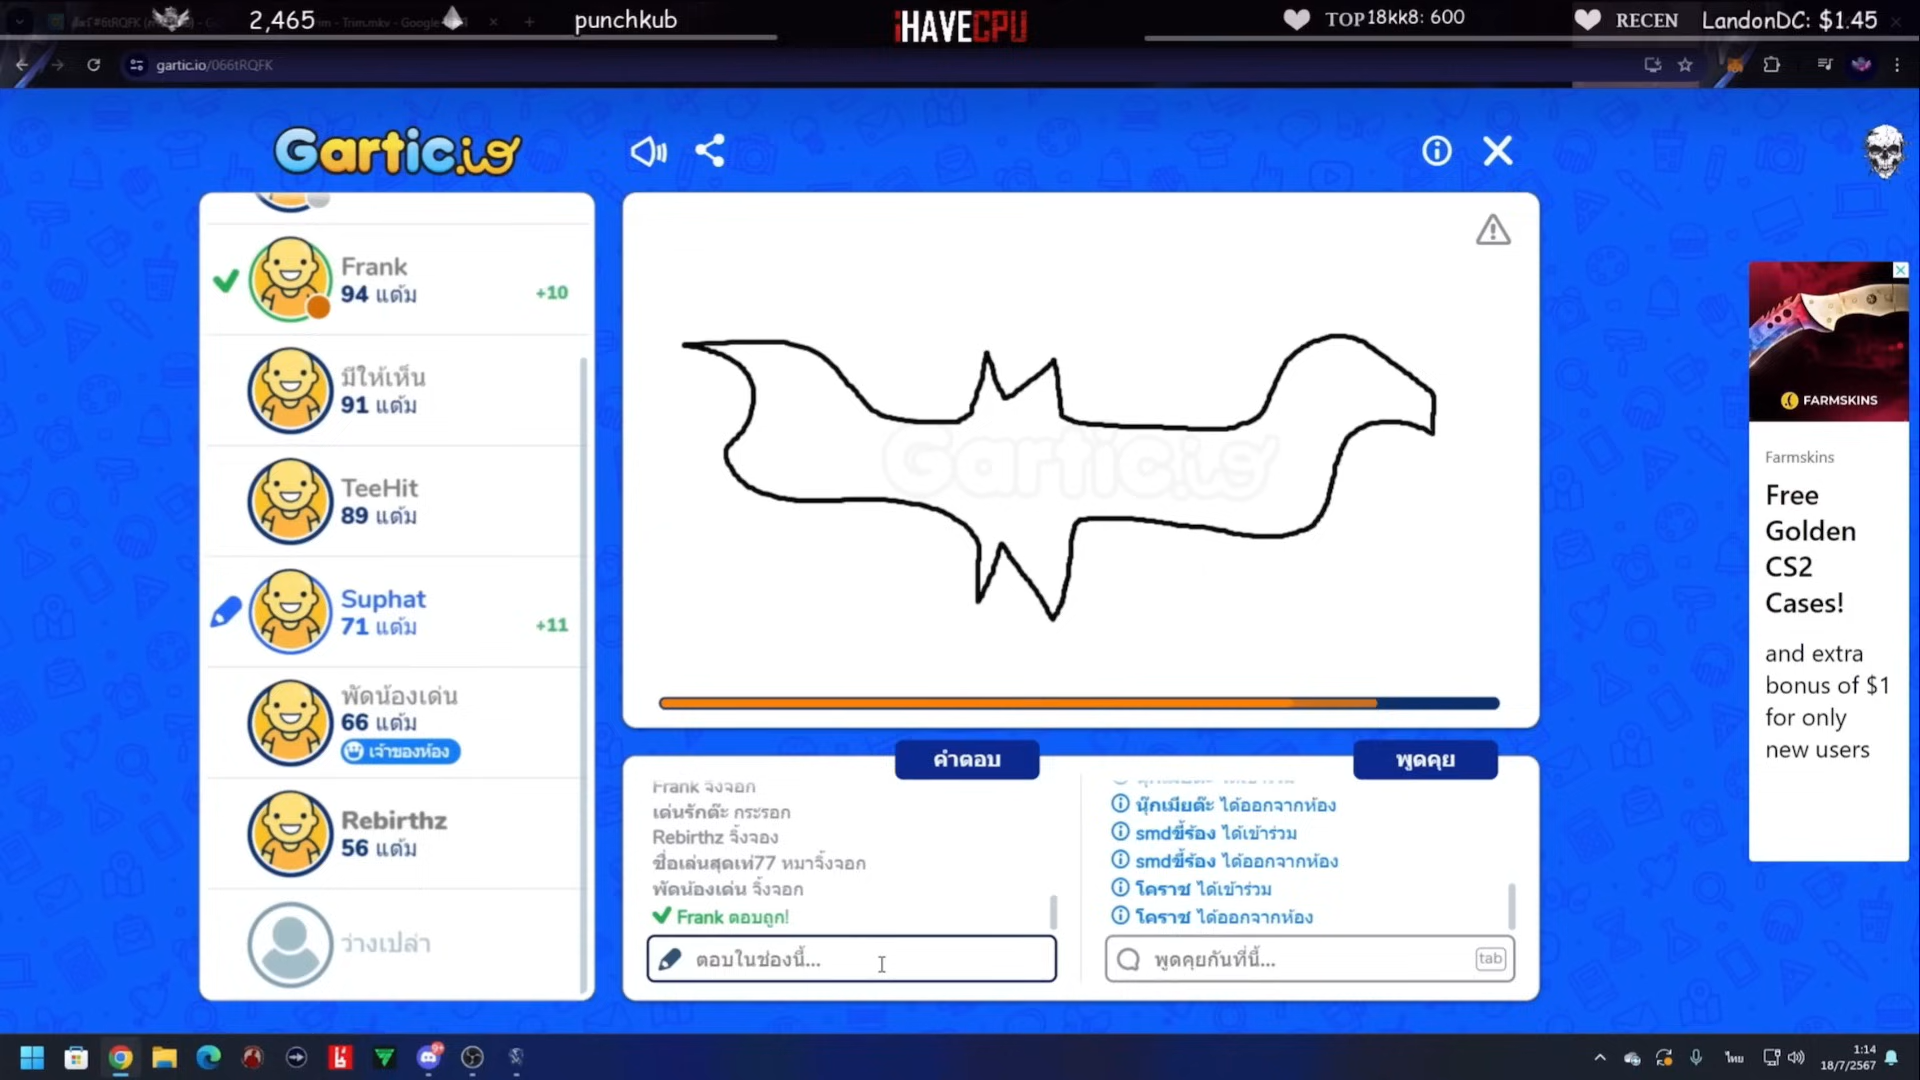 2,465
punchkub
iHAVECPU
TOP 18kk8: 600
RECEN
LandonDC: $1.45
gartic.io/066tRQFK
Gartic.io
Frank
94 แต้ม
+10
มีให้เห็น
91 แต้ม
TeeHit
89 แต้ม
Suphat
71 แต้ม
+11
พัดน้องเด่น
66 แต้ม
เจ้าของห้อง
Rebirthz
56 แต้ม
ว่างเปล่า
Gartic.io
คำตอบ
Frank จิงจอก
เด่นรักต๊ะ กระรอก
Rebirthz จิ้งจอง
ชื่อเล่นสุดเท่77 หมาจิ้งจอก
พัดน้องเด่น จิ้งจอก
Frank ตอบถูก!
ตอบในช่องนี้...
พูดคุย
นุ๊กเมียต๊ะ ได้ออกจากห้อง
smdขี้ร้อง ได้เข้าร่วม
smdขี้ร้อง ได้ออกจากห้อง
โคราช ได้เข้าร่วม
โคราช ได้ออกจากห้อง
พูดคุยกันที่นี้...
tab
FARMSKINS
Farmskins
Free
Golden
CS2
Cases!
and extra
bonus of $1
for only
new users
ไทย
1:14
18/7/2567